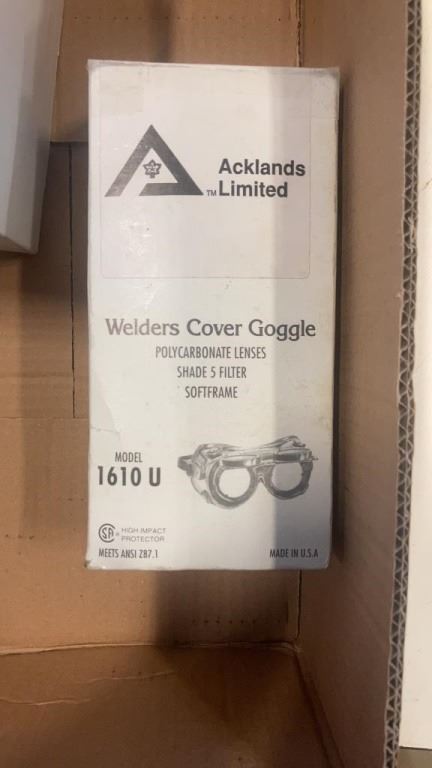 Acklands
™ Limited
Welders Cover Goggle
POLYCARBONATE LENSES
SHADE 5 FILTER
SOFTFRAME
MODEL
1610 U
SA® HIGH IMPACT
PROTECTOR
MEETS ANSI Z87.1
MADE IN U.S.A